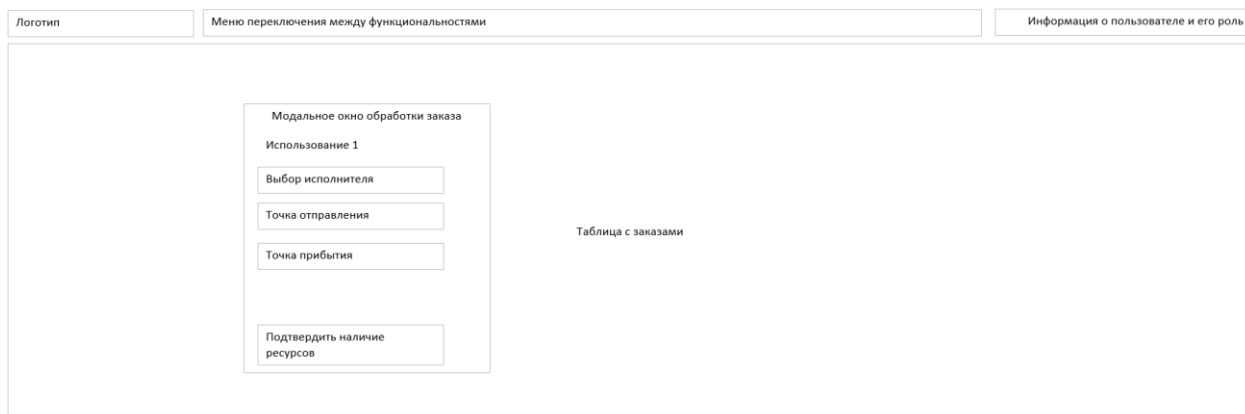 Логотип
Меню переключения между функциональностями
Информация о пользователе и его роль
Модальное окно обработки заказа
Использование 1
Выбор исполнителя
Точка отправления
Таблица с заказами
Точка прибытия
Подтвердить наличие
ресурсов